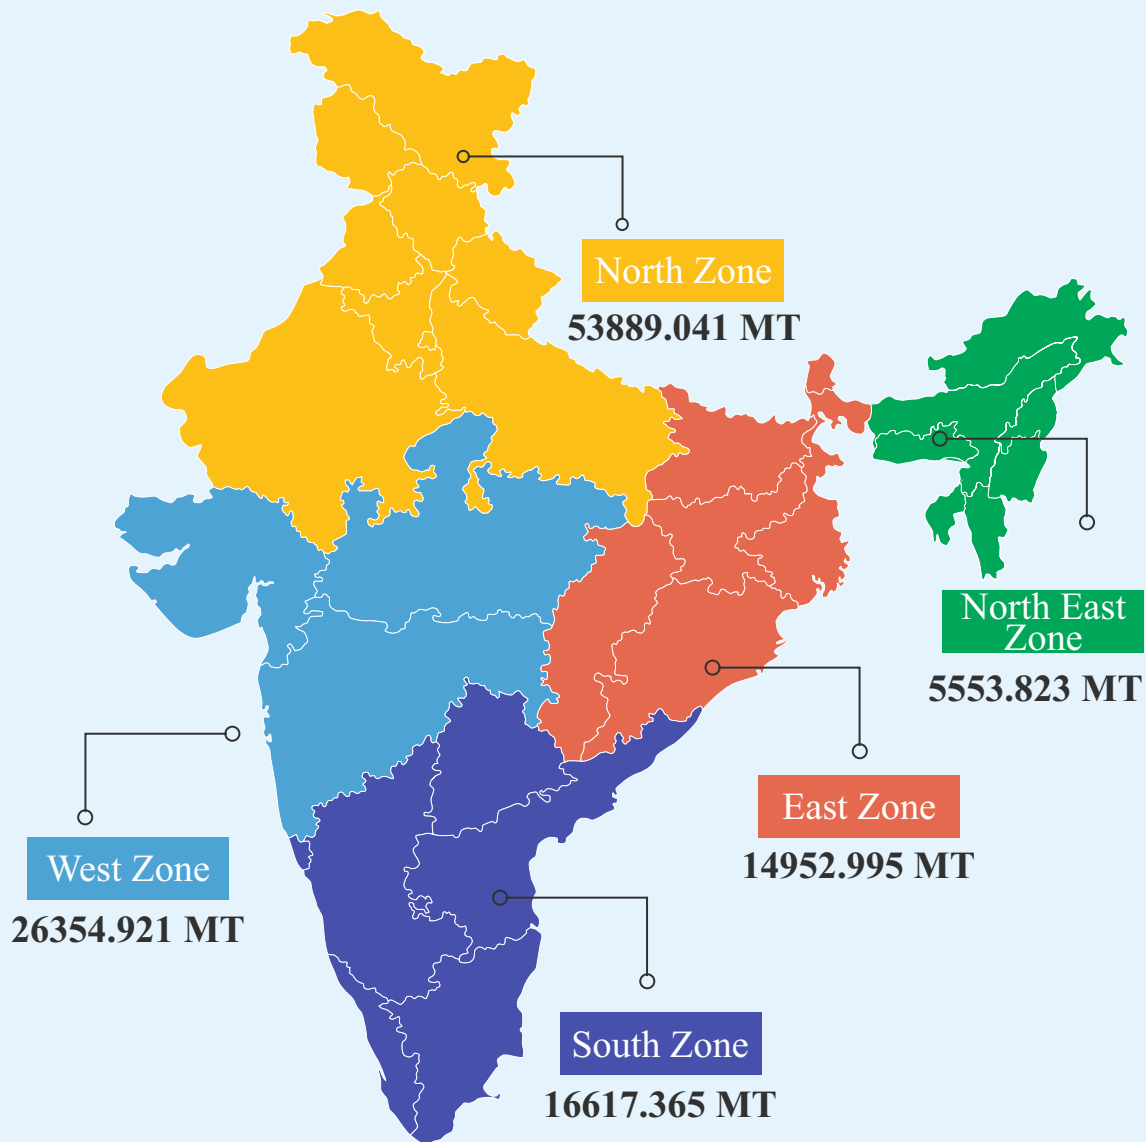 North Zone
53889.041 MT
North East
Zone
5553.823 MT
East Zone
14952.995 MT
West Zone
26354.921 MT
South Zone
16617.365 MT